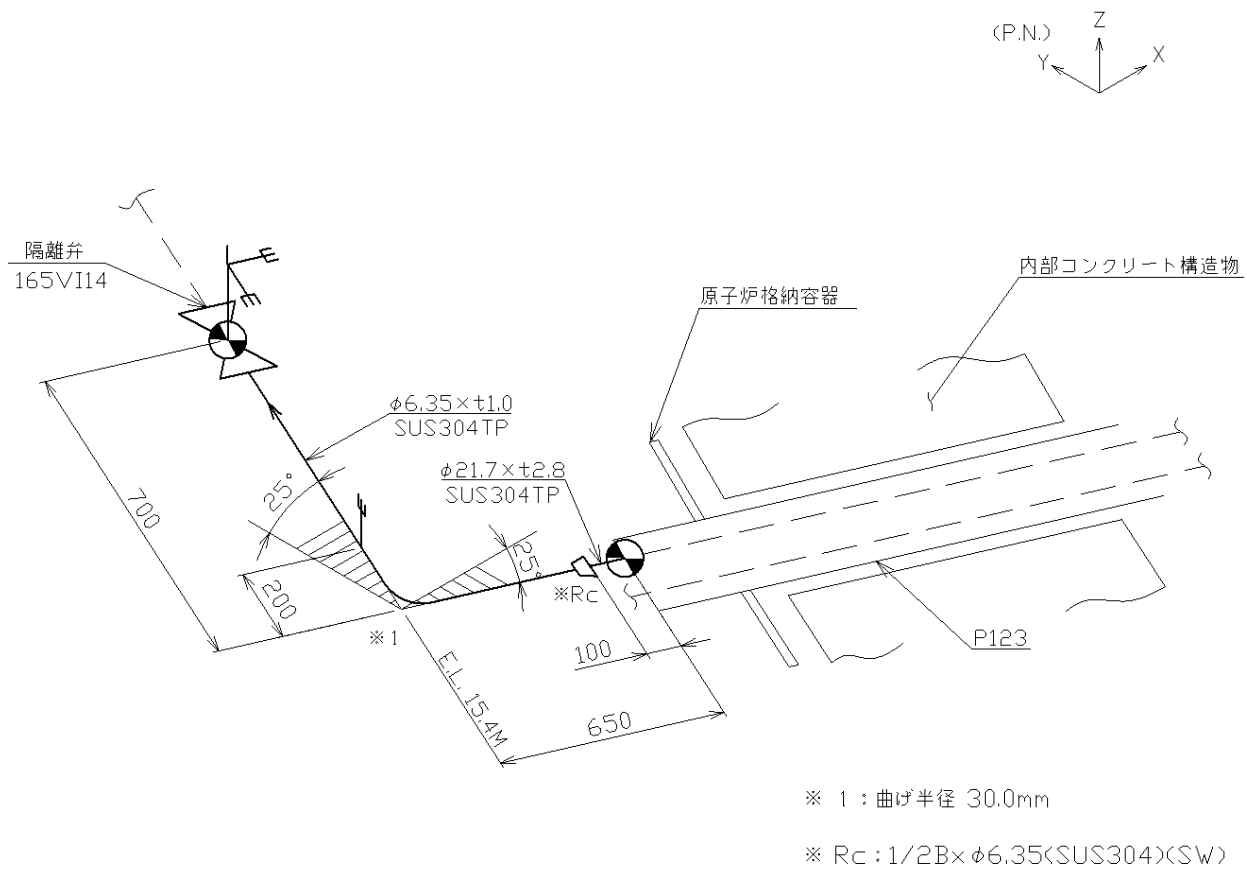 (P.N.)
Z
Y
X
隔離弁
165VI14
内部コンクリート構造物
原子炉格納容器
φ6.35×t1.0
SUS304TP
φ21.7×t2.8
SUS304TP
25°
700
25°
※Rc
200
※1
100
P123
E.L. 15.4M
650
※ 1 : 曲げ半径 30.0mm
※ Rc : 1/2B×φ6.35(SUS304)(SW)